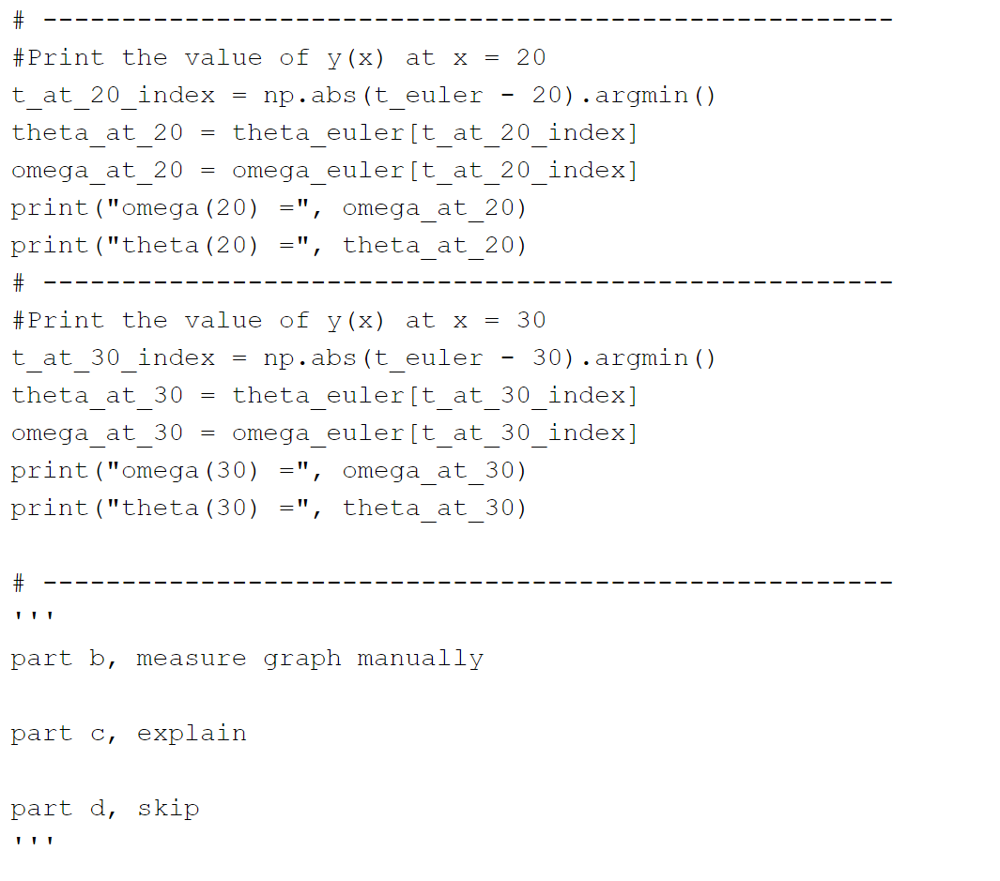 # ------------------------------------------------------
#Print the value of y(x) at x = 20
t_at_20_index = np.abs(t_euler - 20).argmin()
theta_at_20 = theta_euler[t_at_20_index]
omega_at_20 = omega_euler[t_at_20_index]
print("omega(20) =", omega_at_20)
print("theta(20) =", theta_at_20)
# ------------------------------------------------------
#Print the value of y(x) at x = 30
t_at_30_index = np.abs(t_euler - 30).argmin()
theta_at_30 = theta_euler[t_at_30_index]
omega_at_30 = omega_euler[t_at_30_index]
print("omega(30) =", omega_at_30)
print("theta(30) =", theta_at_30)
# ------------------------------------------------------
'''
part b, measure graph manually
part c, explain
part d, skip
'''